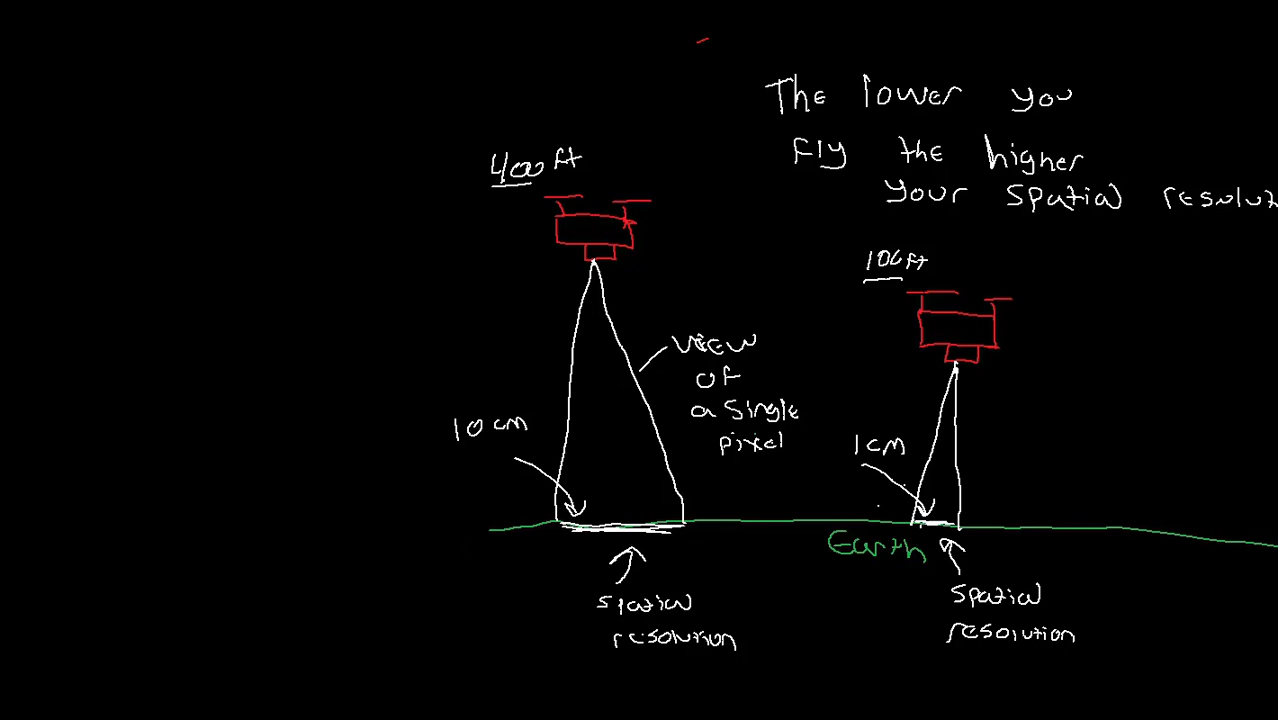 The lower you
Fly the higher
your spatial resolut
400 ft
100 ft
view
of
a single
pixel
10 cm
1 cm
Earth
spatial
resolution
spatial
resolution